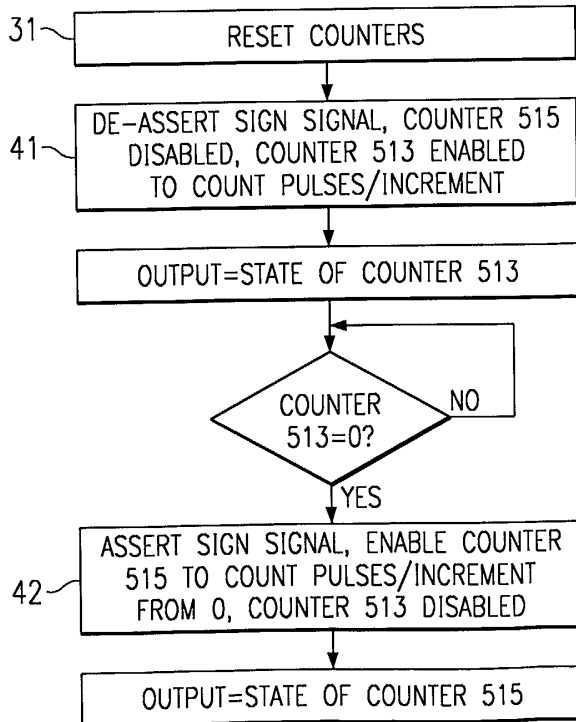 31
RESET COUNTERS
41
DE-ASSERT SIGN SIGNAL, COUNTER 515
DISABLED, COUNTER 513 ENABLED
TO COUNT PULSES/INCREMENT
OUTPUT=STATE OF COUNTER 513
COUNTER
513=0?
NO
YES
42
ASSERT SIGN SIGNAL, ENABLE COUNTER
515 TO COUNT PULSES/INCREMENT
FROM 0, COUNTER 513 DISABLED
OUTPUT=STATE OF COUNTER 515